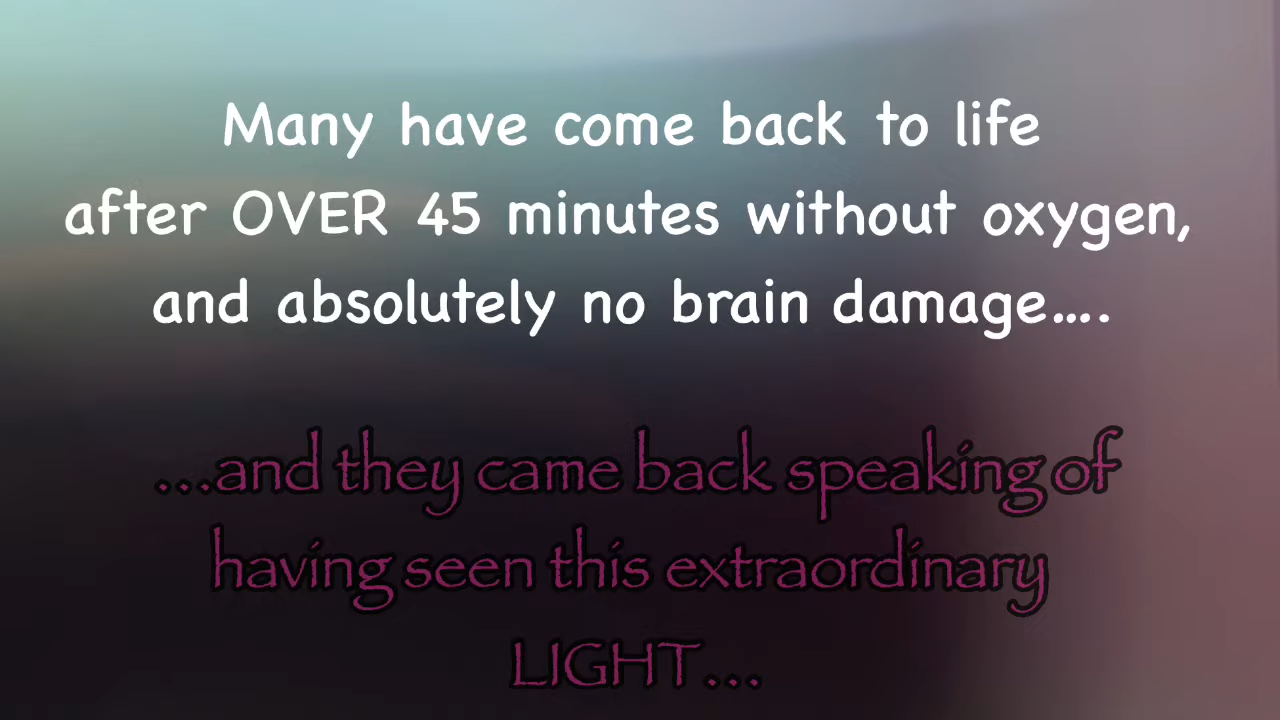 Many have come back to life
after OVER 45 minutes without oxygen,
and absolutely no brain damage....
...and they came back speaking of
having seen this extraordinary
LIGHT...